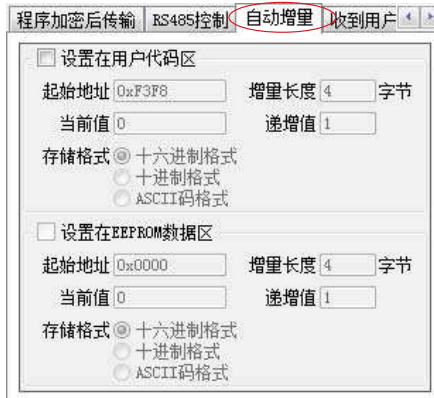 程序加密后传输 RS485控制 自动增量 收到用户
设置在用户代码区
起始地址 0xF3F8 增量长度 4 字节
当前值 0 递增值 1
存储格式 十六进制格式
十进制格式
ASCII码格式
设置在EEPROM数据区
起始地址 0x0000 增量长度 4 字节
当前值 0 递增值 1
存储格式 十六进制格式
十进制格式
ASCII码格式